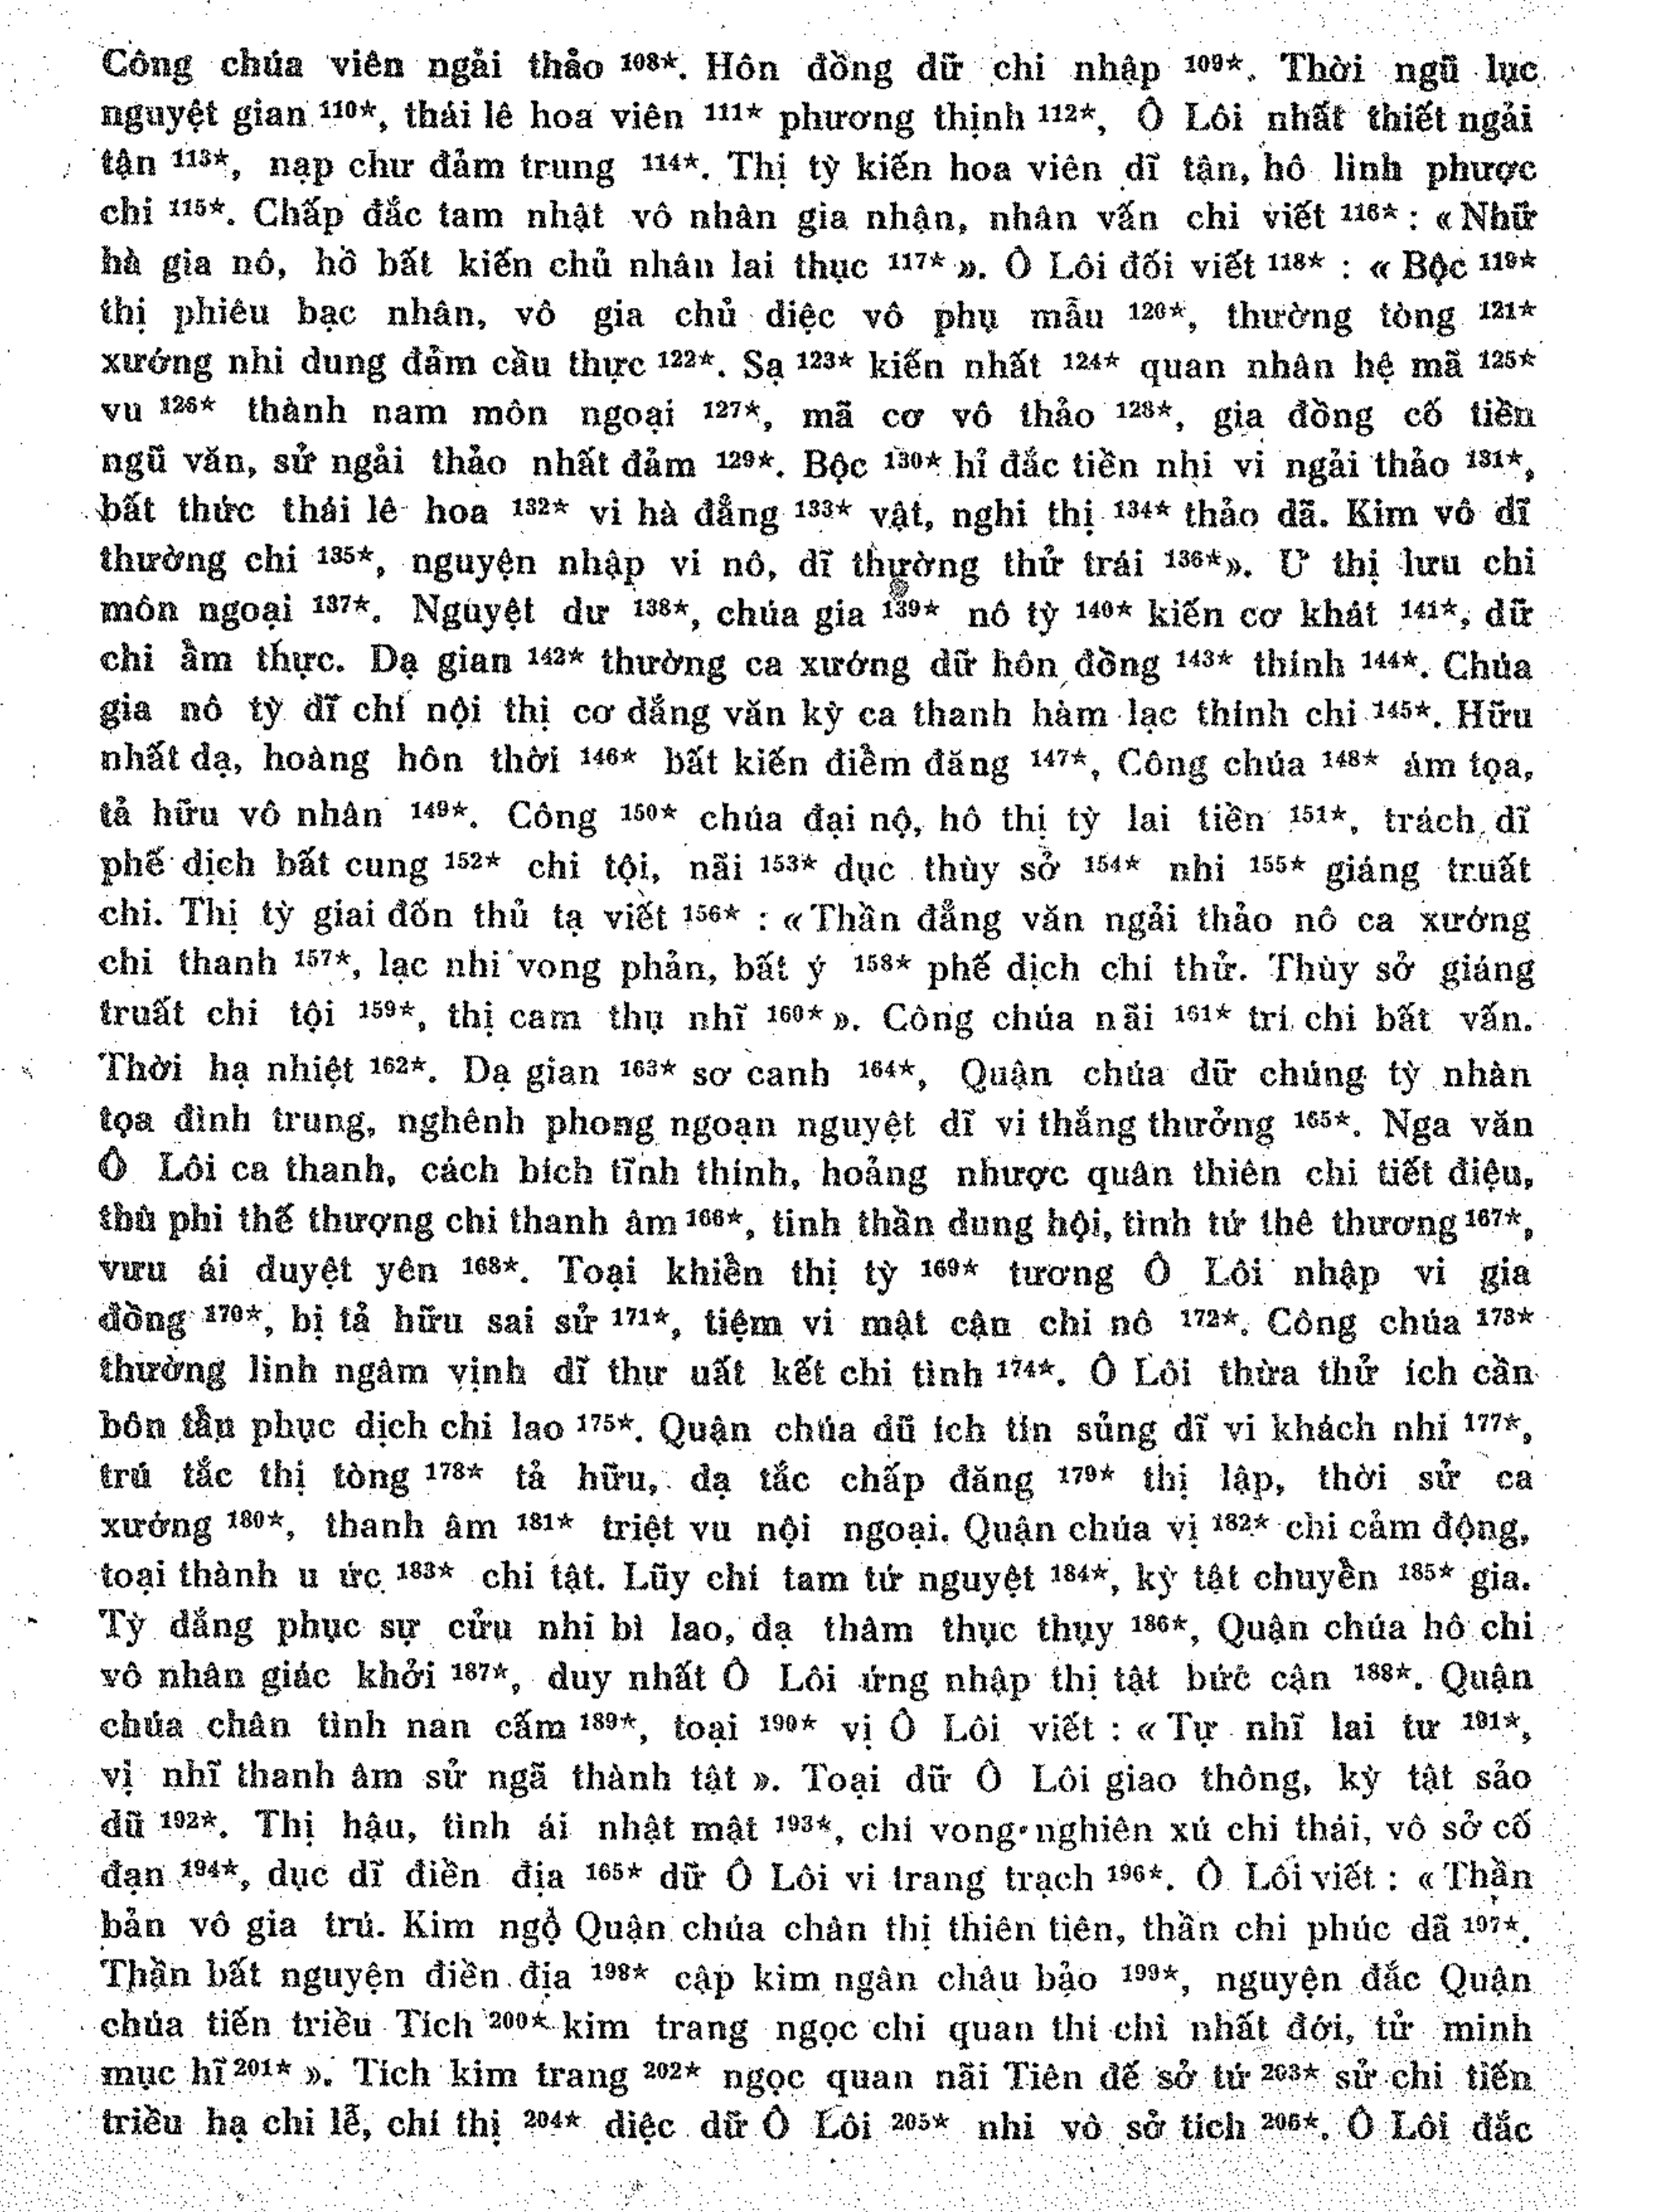 Công chúa viên ngải thảo 108*. Hôn đồng dữ chi nhập 109*. Thời ngũ lục
nguyệt gian 110*, thái lê hoa viên 111* phương thịnh 112*, Ô Lôi nhất thiết ngải
tận 113*, nạp chư đảm trung 114*. Thị tỳ kiến hoa viên dĩ tận, hô linh phược
chi 115*. Chấp đắc tam nhật vô nhân gia nhận, nhân vấn chi viết 116* : « Nhữ
hà gia nô, hồ bất kiến chủ nhân lai thục 117* ». Ô Lôi đối viết 118* : « Bộc 119*
thị phiêu bạc nhân, vô gia chủ diệc vô phụ mẫu 120*, thường tòng 121*
xướng nhi dung đảm cầu thực 122*. Sạ 123* kiến nhất 124* quan nhân hệ mã 125*
vu 126* thành nam môn ngoại 127*, mã cơ vô thảo 128*, gia đồng cố tiền
ngũ văn, sử ngải thảo nhất đảm 129*. Bộc 130* hỉ đắc tiền nhi vi ngải thảo 131*,
bất thức thái lê hoa 132* vi hà đẳng 133* vật, nghi thị 134* thảo dã. Kim vô dĩ
thường chi 135*, nguyện nhập vi nô, dĩ thường thử trái 136*». Ư thị lưu chi
môn ngoại 137*. Nguyệt dư 138*, chúa gia 139* nô tỳ 140* kiến cơ khát 141*, dữ
chi ẩm thực. Dạ gian 142* thường ca xướng dữ hôn đồng 143* thính 144*. Chúa
gia nô tỳ dĩ chí nội thị cơ dắng văn kỳ ca thanh hàm lạc thính chi 145*. Hữu
nhất dạ, hoàng hôn thời 146* bất kiến điểm đăng 147*, Công chúa 148* ám tọa,
tả hữu vô nhân 149*. Công 150* chúa đại nộ, hô thị tỳ lai tiền 151*, trách dĩ
phế dịch bất cung 152* chi tội, nãi 153* dục thùy sở 154* nhi 155* giáng truất
chi. Thị tỳ giai đốn thủ tạ viết 156* : « Thần đẳng văn ngải thảo nô ca xướng
chi thanh 157*, lạc nhi vong phản, bất ý 158* phế dịch chí thử. Thùy sở giáng
truất chi tội 159*, thị cam thụ nhĩ 160* ». Công chúa nãi 161* trí chi bất vấn.
Thời hạ nhiệt 162*. Dạ gian 163* sơ canh 164*, Quận chúa dữ chúng tỳ nhàn
tọa đình trung, nghênh phong ngoạn nguyệt dĩ vi thắng thưởng 165*. Nga văn
Ô Lôi ca thanh, cách bích tĩnh thính, hoảng nhược quân thiên chi tiết điệu,
thù phi thế thượng chi thanh âm 166*, tinh thần dung hội, tình tứ thê thương 167*,
vưu ái duyệt yên 168*. Toại khiển thị tỳ 169* tương Ô Lôi nhập vi gia
đồng 170*, bị tả hữu sai sử 171*, tiệm vi mật cận chi nô 172*. Công chúa 173*
thường linh ngâm vịnh dĩ thư uất kết chi tình 174*. Ô Lôi thừa thử ích cần
bôn tẩu phục dịch chi lao 175*. Quận chúa dũ ích tín sủng dĩ vi khách nhi 177*,
trú tắc thị tòng 178* tả hữu, dạ tắc chấp đăng 179* thị lập, thời sử ca
xướng 180*, thanh âm 181* triệt vu nội ngoại. Quận chúa vị 182* chi cảm động,
toại thành u ức 183* chi tật. Lũy chí tam tứ nguyệt 184*, kỳ tật chuyển 185* gia.
Tỳ dắng phục sự cửu nhi bì lao, dạ thâm thục thụy 186*, Quận chúa hô chi
vô nhân giác khởi 187*, duy nhất Ô Lôi ứng nhập thị tật bức cận 188*. Quận
chúa chân tình nan cấm 189*, toại 190* vị Ô Lôi viết : « Tự nhĩ lai tư 191*,
vị nhĩ thanh âm sử ngã thành tật ». Toại dữ Ô Lôi giao thông, kỳ tật sảo
dũ 192*. Thị hậu, tình ái nhật mật 193*, chi vong nghiên xú chi thái, vô sở cố
đạn 194*, dục dĩ điền địa 165* dữ Ô Lôi vi trang trạch 196*. Ô Lôi viết : « Thần
bản vô gia trú. Kim ngộ Quận chúa chân thị thiên tiên, thần chi phúc dã 197*.
Thần bất nguyện điền địa 198* cập kim ngân châu bảo 199*, nguyện đắc Quận
chúa tiến triều Tích 200* kim trang ngọc chi quan thí chi nhất đới, tử minh
mục hĩ 201* ». Tích kim trang 202* ngọc quan nãi Tiên đế sở tứ 203* sử chi tiến
triều hạ chi lễ, chí thị 204* diệc dữ Ô Lôi 205* nhi vô sở tích 206*. Ô Lôi đắc